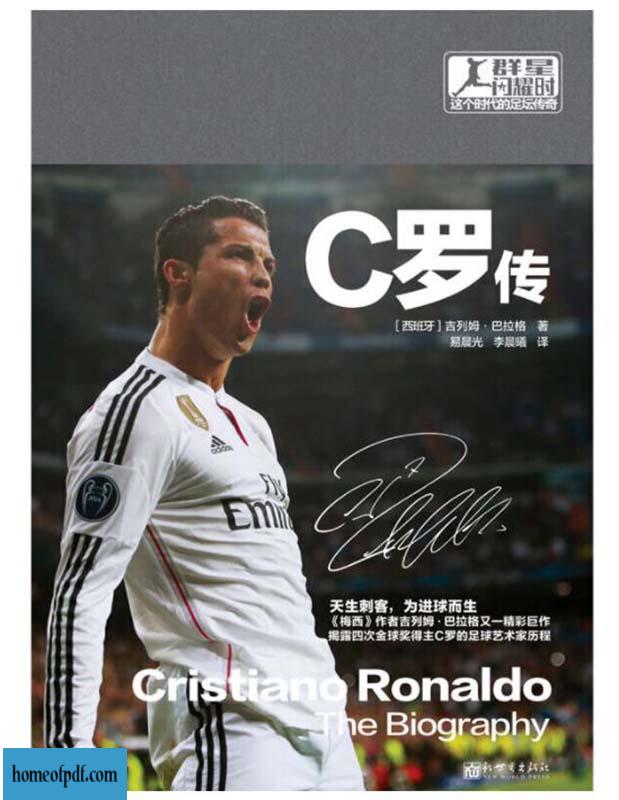 群星
闪耀时
这个时代的足坛传奇
C罗传
[西班牙] 吉列姆·巴拉格 著
易晨光 李晨曦 译
adidas
Fly
Emirates
天生刺客，为进球而生
《梅西》作者吉列姆·巴拉格又一精彩巨作
揭露四次金球奖得主C罗的足球艺术家历程
Cristiano Ronaldo
The Biography
新世界出版社
NEW WORLD PRESS
homeofpdf.com